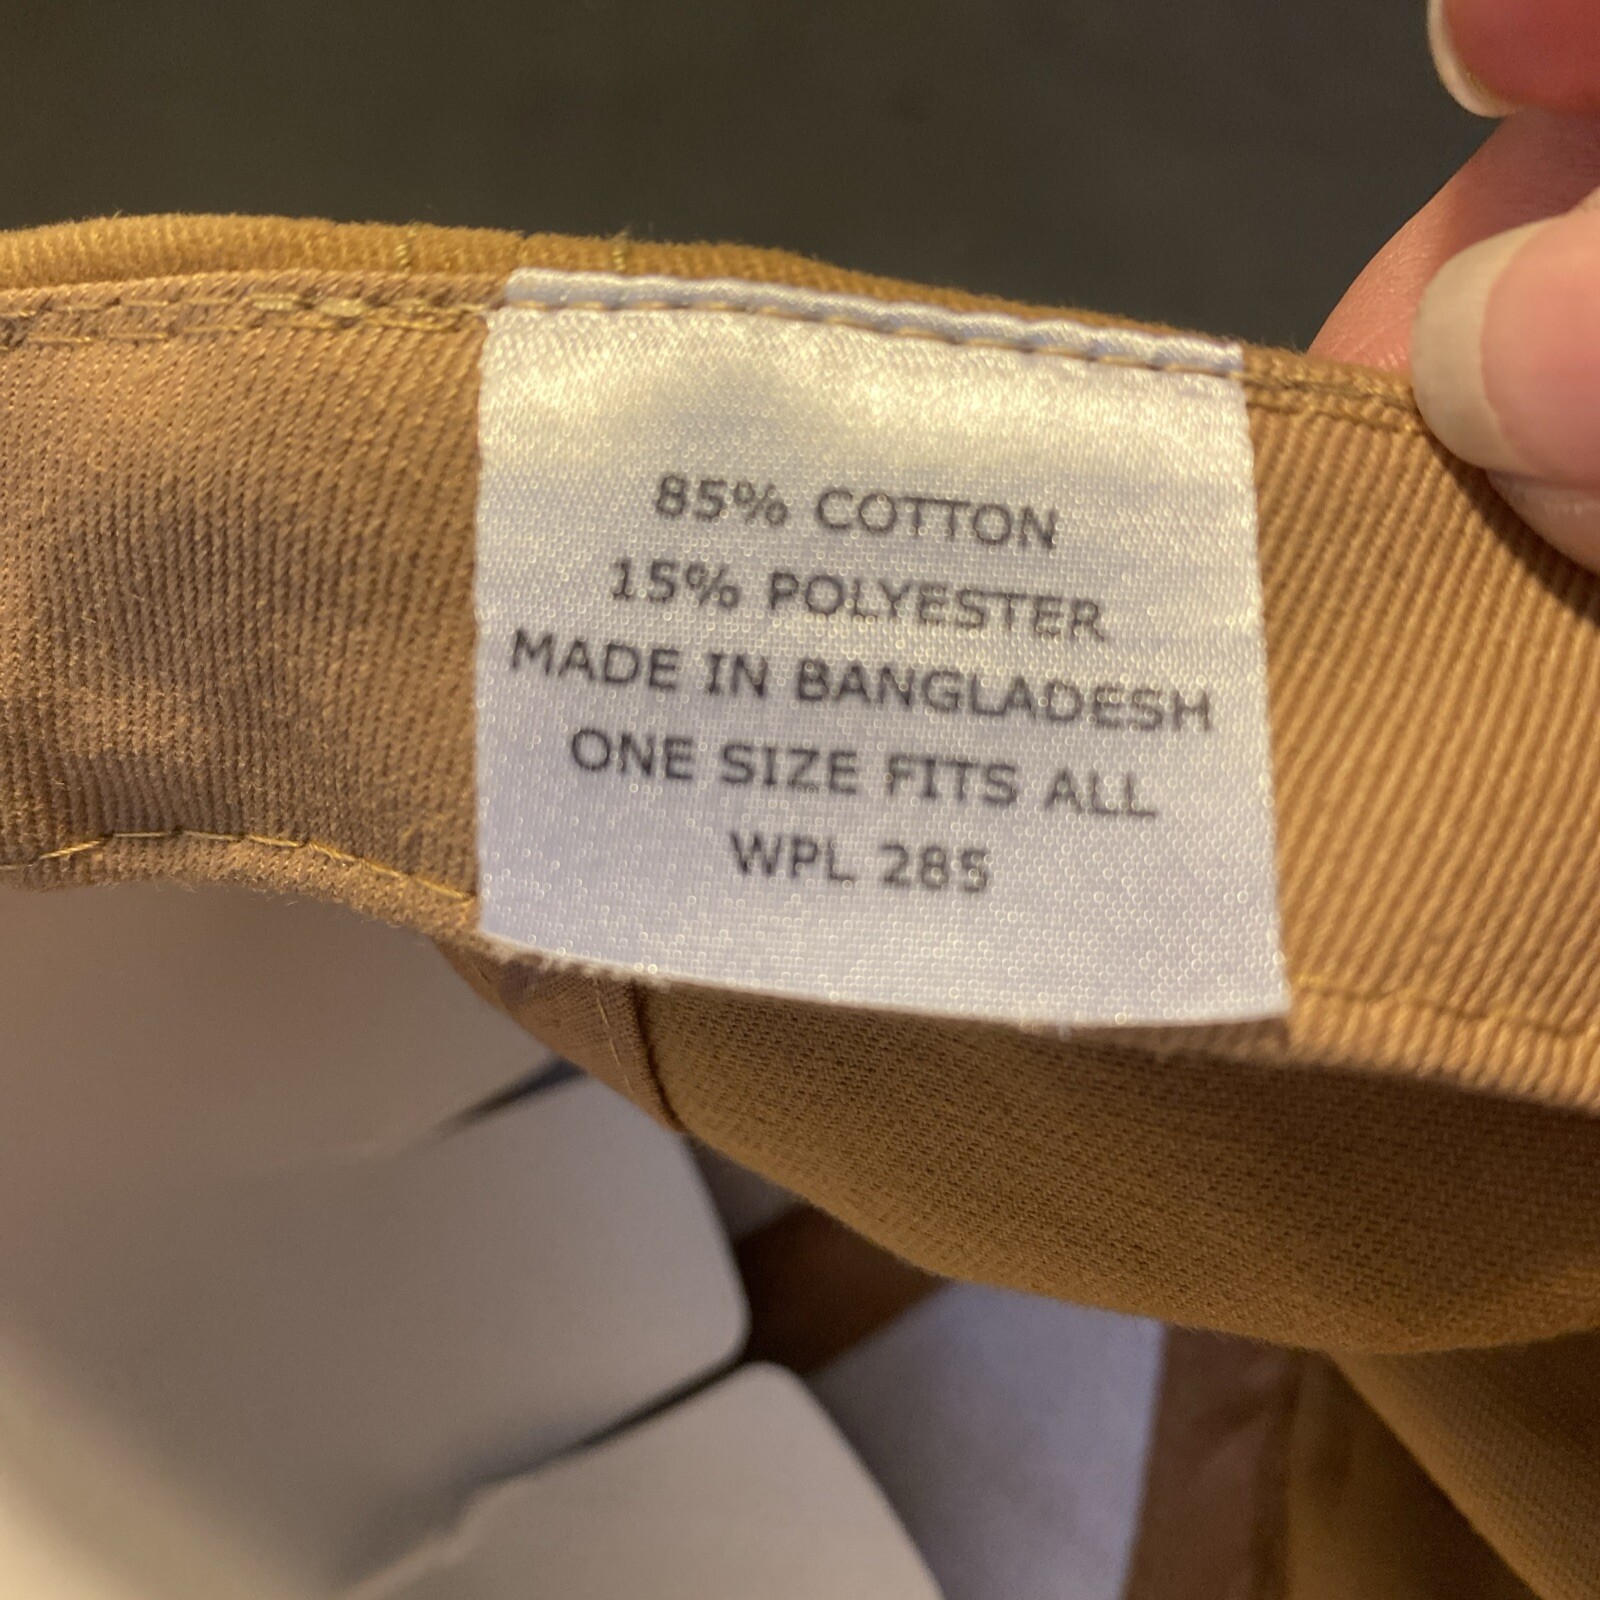 85% COTTON
15% POLYESTER
MADE IN BANGLADESH
ONE SIZE FITS ALL
WPL 285